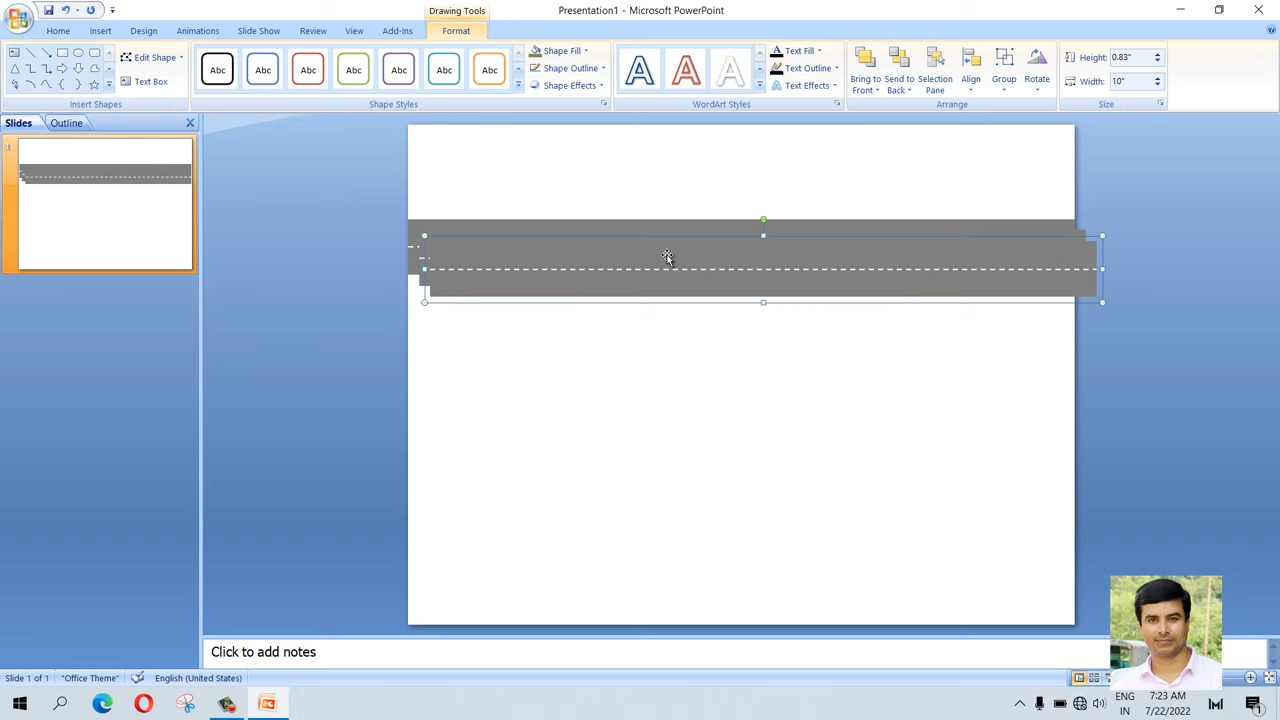 Drawing Tools
Presentation1 - Microsoft PowerPoint
Home Insert Design Animations Slide Show Review View Add-Ins Format
Edit Shape
Text Box
Insert Shapes
Abc Abc Abc Abc Abc Abc Abc
Shape Fill
Shape Outline
Shape Effects
Shape Styles
A A A
Text Fill
Text Outline
Text Effects
WordArt Styles
Bring to Front
Send to Back
Selection Pane
Align
Group
Rotate
Arrange
Height: 0.83"
Width: 10"
Size
Slides Outline
1
Click to add notes
Slide 1 of 1 "Office Theme" English (United States)
ENG
IN
7:23 AM
7/22/2022
1